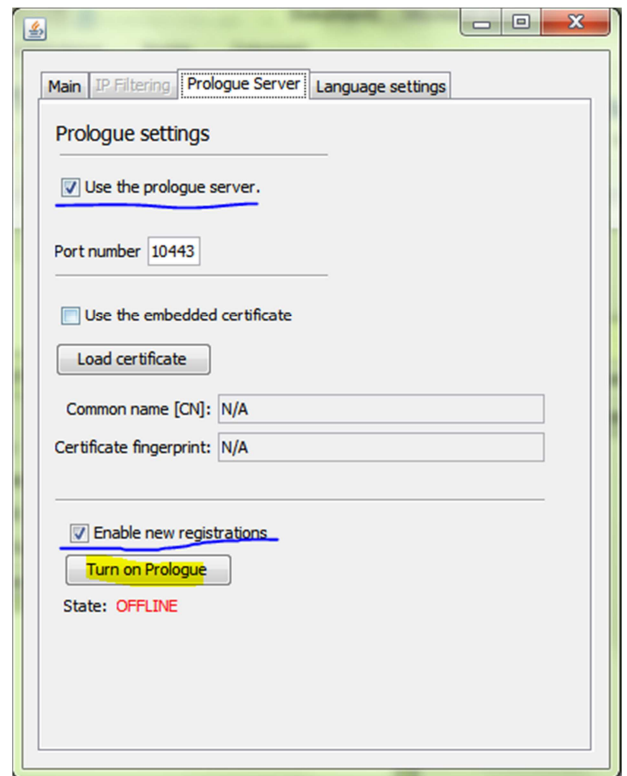 Main IP Filtering Prologue Server Language settings
Prologue settings
Use the prologue server.
Port number 10443
Use the embedded certificate
Load certificate
Common name [CN]: N/A
Certificate fingerprint: N/A
Enable new registrations
Turn on Prologue
State: OFFLINE